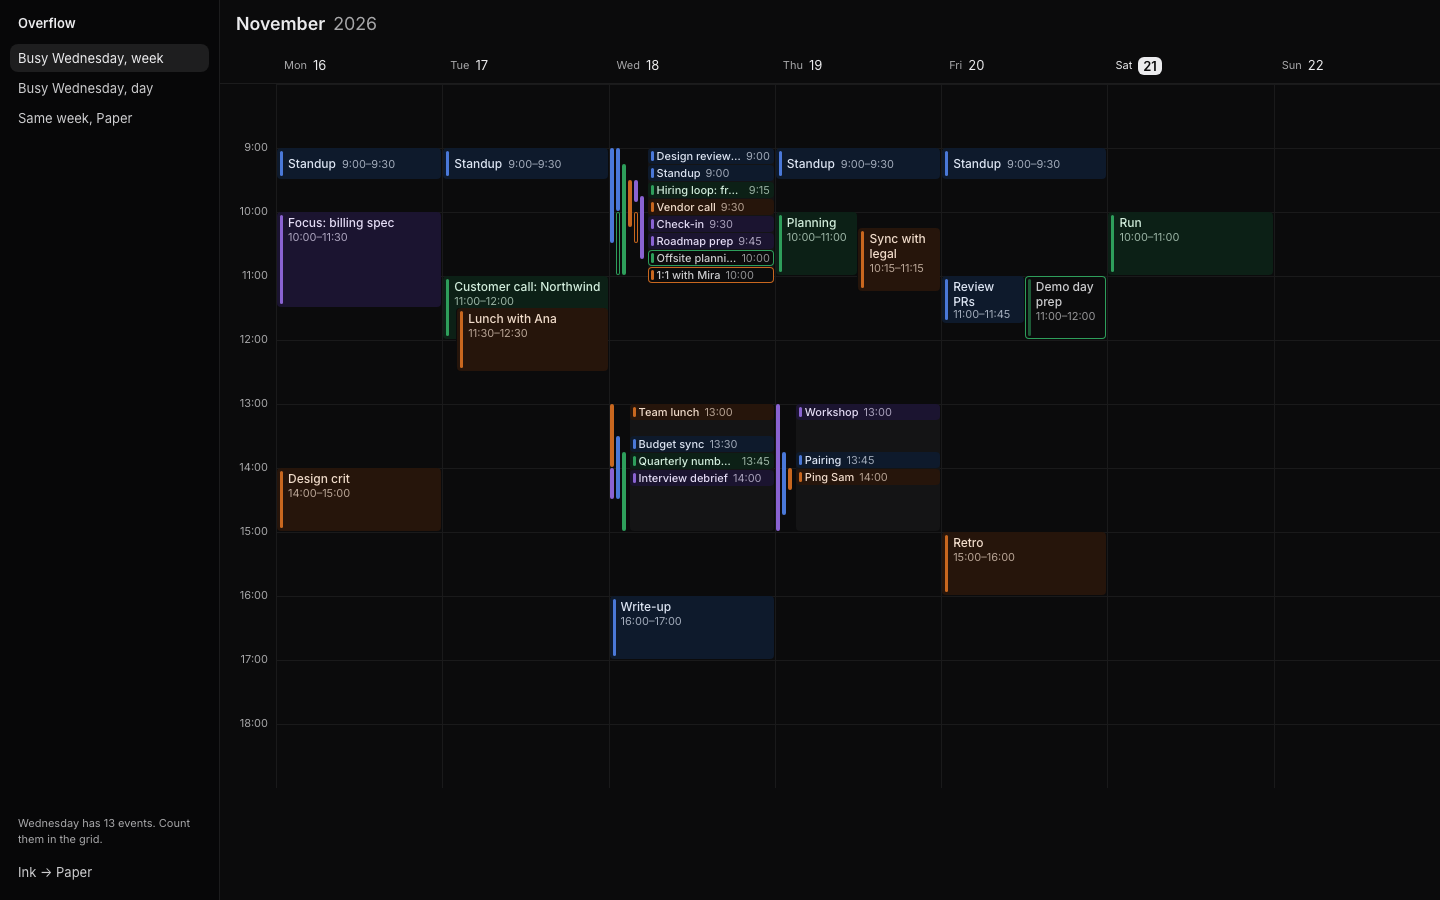 Overflow
Busy Wednesday, week
Busy Wednesday, day
Same week, Paper
Wednesday has 13 events. Count
them in the grid.
Ink → Paper
November 2026
Mon 16
Tue 17
Wed 18
Thu 19
Fri 20
Sat 21
Sun 22
9:00
10:00
11:00
12:00
13:00
14:00
15:00
16:00
17:00
18:00
Standup 9:00–9:30
Focus: billing spec
10:00–11:30
Design crit
14:00–15:00
Standup 9:00–9:30
Customer call: Northwind
11:00–12:00
Lunch with Ana
11:30–12:30
Design review... 9:00
Standup 9:00
Hiring loop: fr... 9:15
Vendor call 9:30
Check-in 9:30
Roadmap prep 9:45
Offsite planni... 10:00
1:1 with Mira 10:00
Team lunch 13:00
Budget sync 13:30
Quarterly numb... 13:45
Interview debrief 14:00
Write-up
16:00–17:00
Standup 9:00–9:30
Planning
10:00–11:00
Sync with
legal
10:15–11:15
Workshop 13:00
Pairing 13:45
Ping Sam 14:00
Standup 9:00–9:30
Review
PRs
11:00–11:45
Demo day
prep
11:00–12:00
Retro
15:00–16:00
Run
10:00–11:00